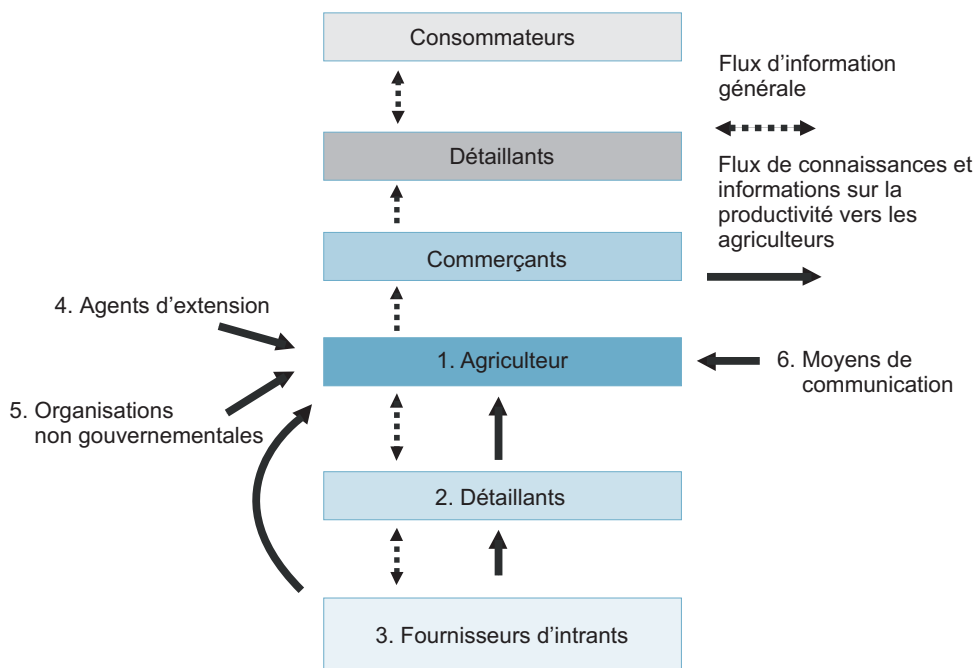 Consommateurs
Flux d'information
générale
Détaillants
Flux de connaissances et
informations sur la
productivité vers les
agriculteurs
Commerçants
4. Agents d'extension
1. Agriculteur
6. Moyens de
communication
5. Organisations
non gouvernementales
2. Détaillants
3. Fournisseurs d'intrants